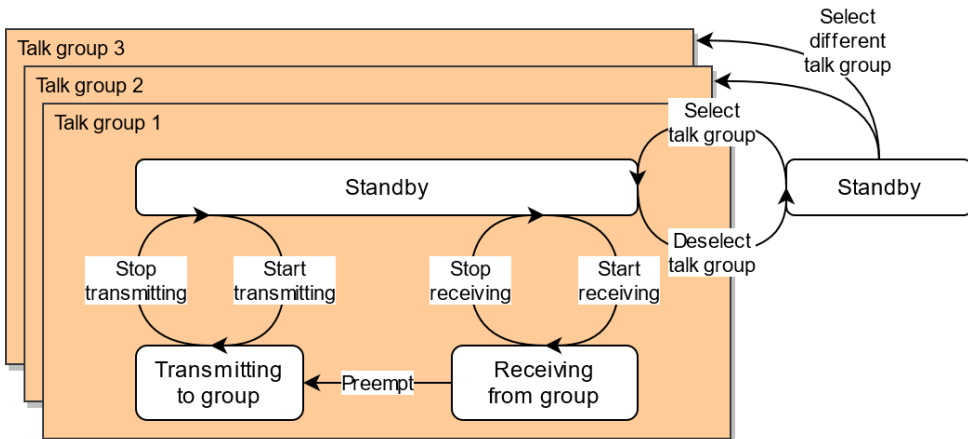 Select
different
talk group
Talk group 3
Talk group 2
Talk group 1
Select
talk group
Standby
Standby
Deselect
talk group
Stop
transmitting
Start
transmitting
Stop
receiving
Start
receiving
Transmitting
to group
Preempt
Receiving
from group